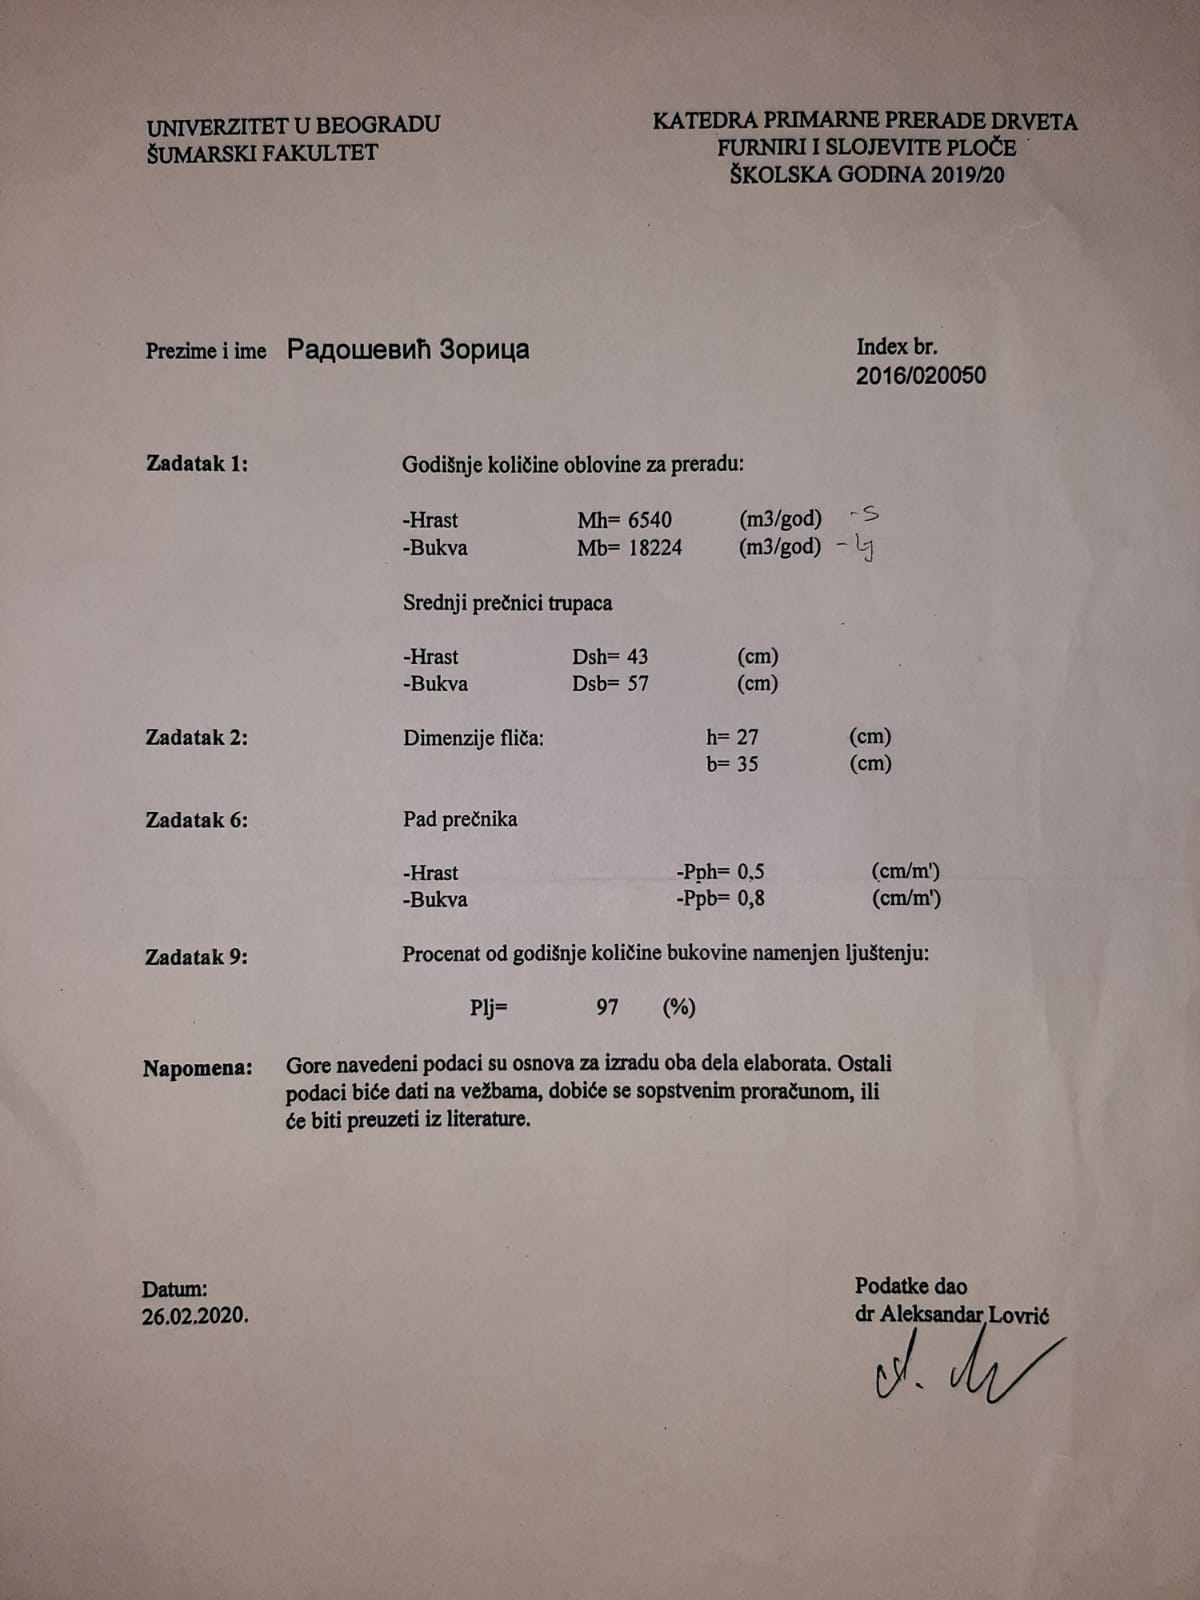 UNIVERZITET U BEOGRADU
ŠUMARSKI FAKULTET
KATEDRA PRIMARNE PRERADE DRVETA
FURNIRI I SLOJEVITE PLOČE
ŠKOLSKA GODINA 2019/20
Prezime i ime Радошевић Зорица
Index br.
2016/020050
Zadatak 1: Godišnje količine oblovine za preradu:
-Hrast Mh= 6540 (m3/god) -S
-Bukva Mb= 18224 (m3/god) - Lj
Srednji prečnici trupaca
-Hrast Dsh= 43 (cm)
-Bukva Dsb= 57 (cm)
Zadatak 2: Dimenzije fliča: h= 27 (cm)
b= 35 (cm)
Zadatak 6: Pad prečnika
-Hrast -Pph= 0,5 (cm/m')
-Bukva -Ppb= 0,8 (cm/m')
Zadatak 9: Procenat od godišnje količine bukovine namenjen ljuštenju:
Plj= 97 (%)
Napomena: Gore navedeni podaci su osnova za izradu oba dela elaborata. Ostali
podaci biće dati na vežbama, dobiće se sopstvenim proračunom, ili
će biti preuzeti iz literature.
Datum:
26.02.2020.
Podatke dao
dr Aleksandar Lovrić